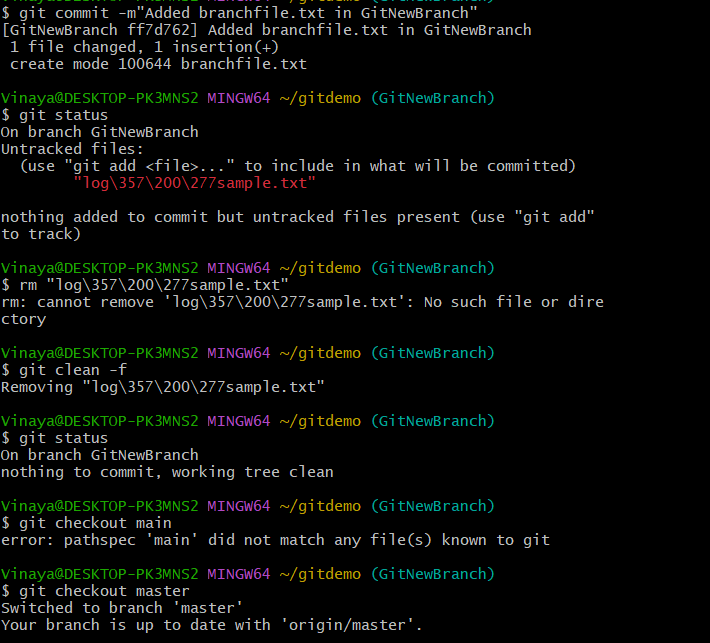 $ git commit -m"Added branchfile.txt in GitNewBranch"
[GitNewBranch ff7d762] Added branchfile.txt in GitNewBranch
 1 file changed, 1 insertion(+)
 create mode 100644 branchfile.txt

Vinaya@DESKTOP-PK3MNS2 MINGW64 ~/gitdemo (GitNewBranch)
$ git status
On branch GitNewBranch
Untracked files:
  (use "git add <file>..." to include in what will be committed)
        "log\357\200\277sample.txt"

nothing added to commit but untracked files present (use "git add"
to track)

Vinaya@DESKTOP-PK3MNS2 MINGW64 ~/gitdemo (GitNewBranch)
$ rm "log\357\200\277sample.txt"
rm: cannot remove 'log\357\200\277sample.txt': No such file or dire
ctory

Vinaya@DESKTOP-PK3MNS2 MINGW64 ~/gitdemo (GitNewBranch)
$ git clean -f
Removing "log\357\200\277sample.txt"

Vinaya@DESKTOP-PK3MNS2 MINGW64 ~/gitdemo (GitNewBranch)
$ git status
On branch GitNewBranch
nothing to commit, working tree clean

Vinaya@DESKTOP-PK3MNS2 MINGW64 ~/gitdemo (GitNewBranch)
$ git checkout main
error: pathspec 'main' did not match any file(s) known to git

Vinaya@DESKTOP-PK3MNS2 MINGW64 ~/gitdemo (GitNewBranch)
$ git checkout master
Switched to branch 'master'
Your branch is up to date with 'origin/master'.